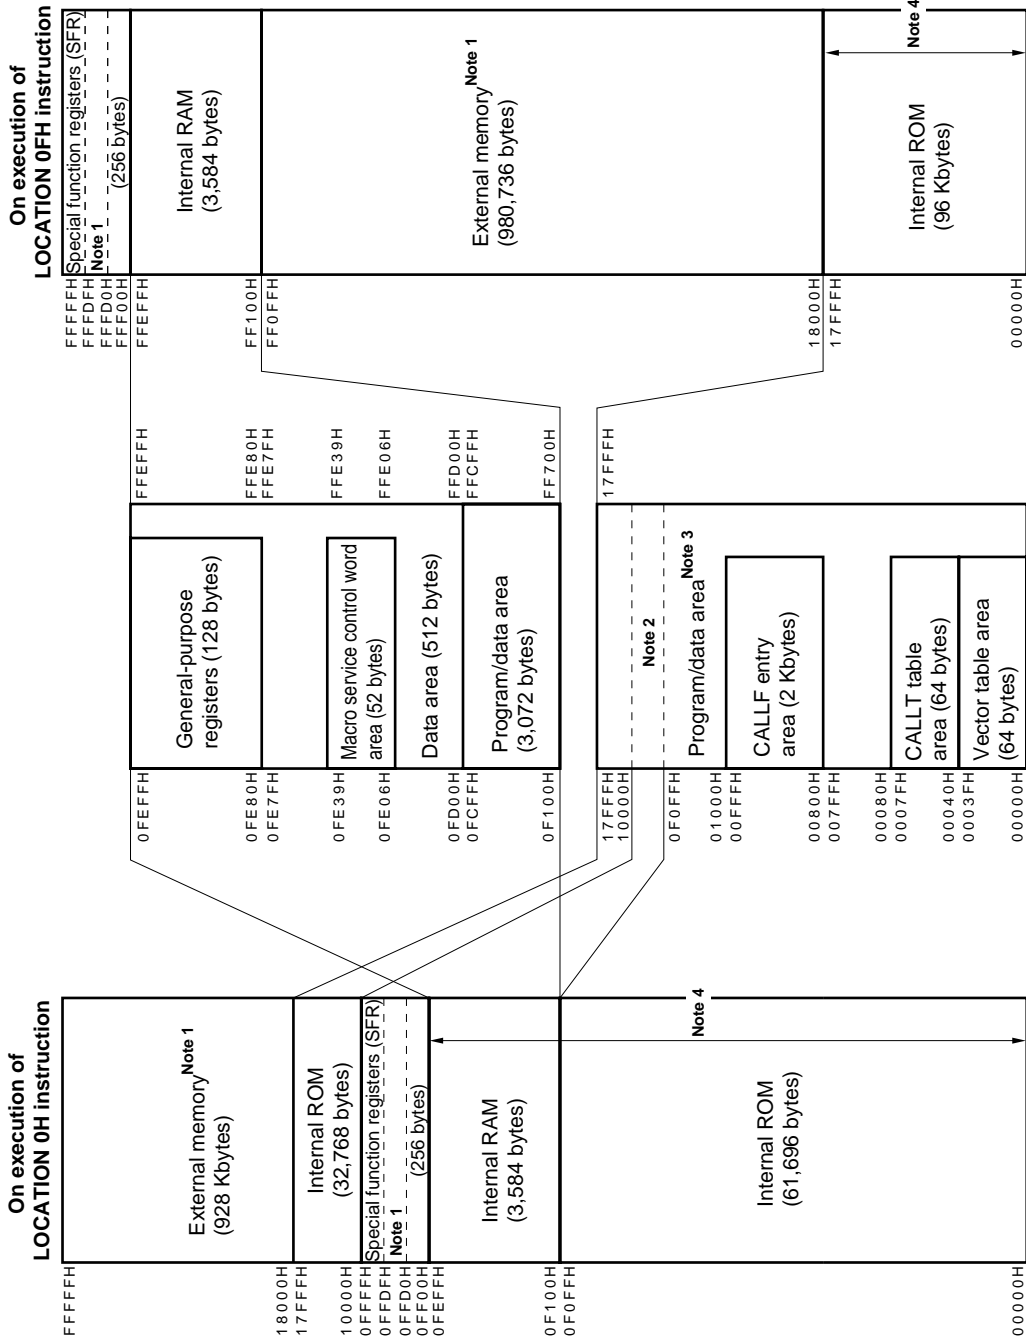 On execution of
LOCATION 0H instruction
FFFFFH
External memory Note 1
(928 Kbytes)
18000H
17FFFH
Internal ROM
(32,768 bytes)
10000H
0FFFFH
Special function registers (SFR)
0FFDFH
Note 1
0FFD0H
0FF00H
(256 bytes)
0FEFFH
Internal RAM
(3,584 bytes)
0F100H
0F0FFH
Note 4
Internal ROM
(61,696 bytes)
00000H
0FEFFH
General-purpose
registers (128 bytes)
0FE80H
0FE7FH
0FE39H
Macro service control word
area (52 bytes)
0FE06H
Data area (512 bytes)
0FD00H
0FCFFH
Program/data area
(3,072 bytes)
0F100H
FFEFFH
FFE80H
FFE7FH
FFE39H
FFE06H
FFD00H
FFCFFH
FF700H
17FFFH
17FFFH
10000H
Note 2
0F0FFH
Program/data area Note 3
01000H
00FFFH
CALLF entry
area (2 Kbytes)
00800H
007FFH
00080H
0007FH
CALLT table
area (64 bytes)
00040H
0003FH
Vector table area
(64 bytes)
00000H
On execution of
LOCATION 0FH instruction
FFFFFH
Special function registers (SFR)
FFFDFH
Note 1
FFFD0H
FFF00H
(256 bytes)
FFEFFH
Internal RAM
(3,584 bytes)
FF100H
FF0FFH
External memory Note 1
(980,736 bytes)
18000H
17FFFH
Note 4
Internal ROM
(96 Kbytes)
00000H